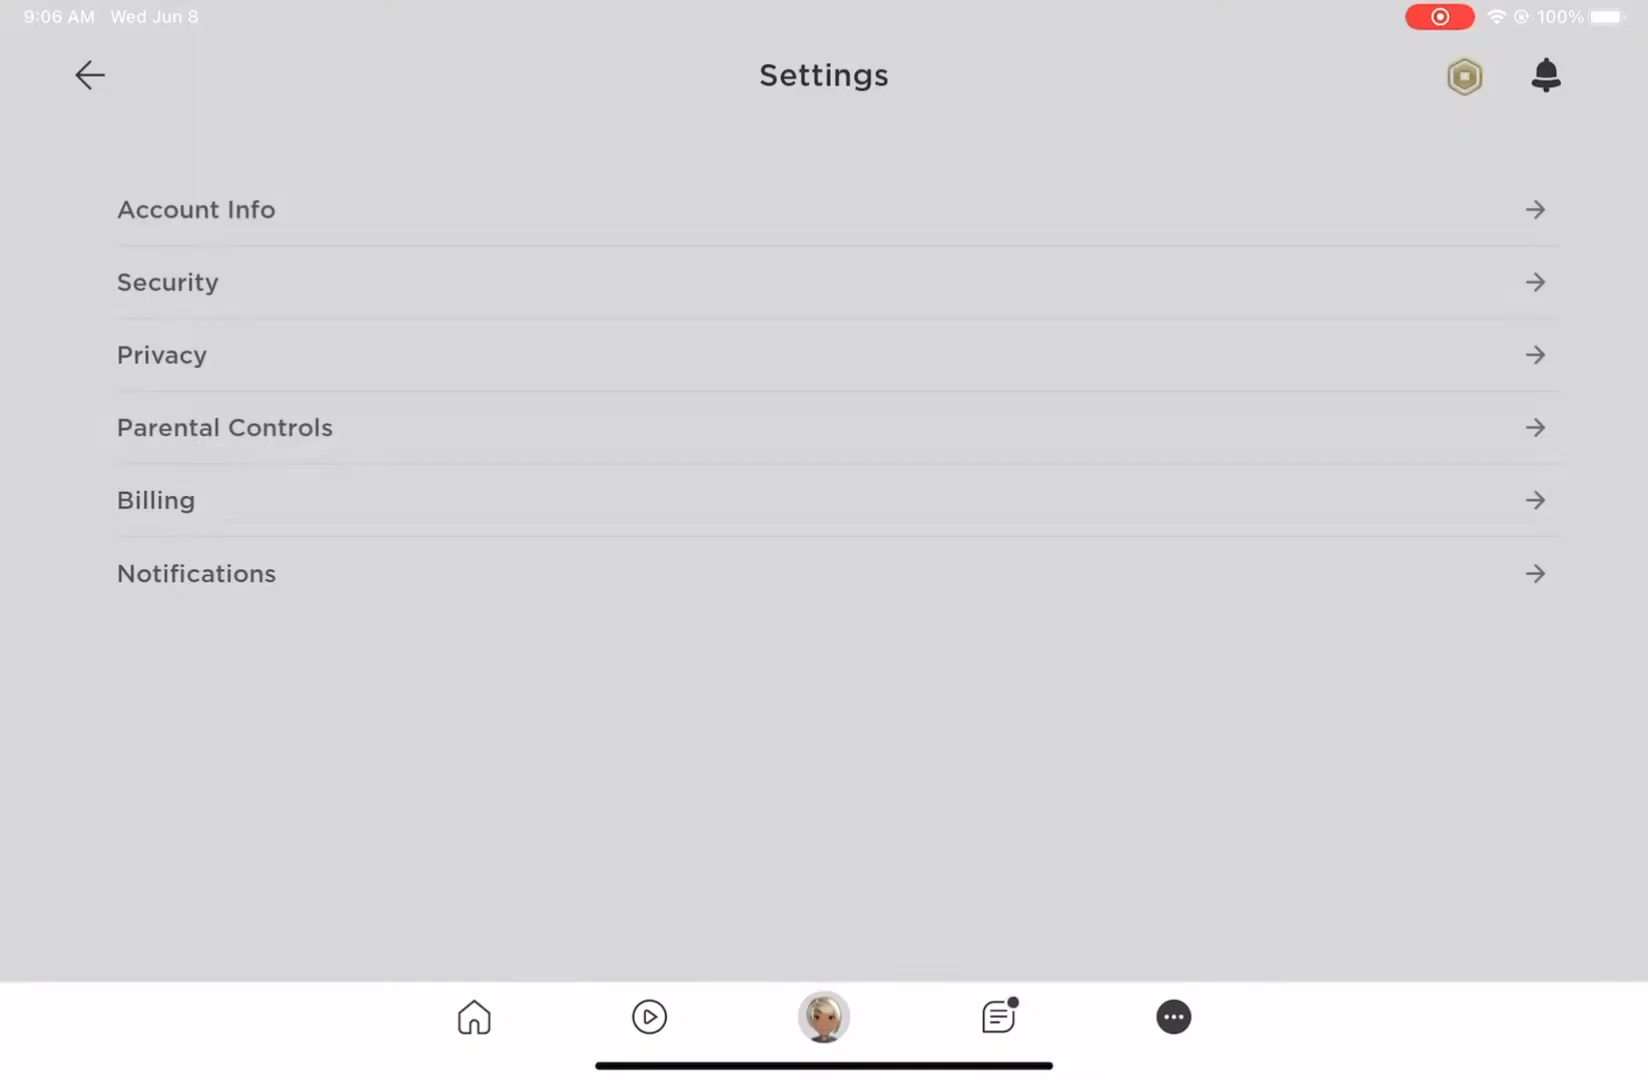 9:06 AM Wed Jun 8
100%
Settings
Account Info
Security
Privacy
Parental Controls
Billing
Notifications